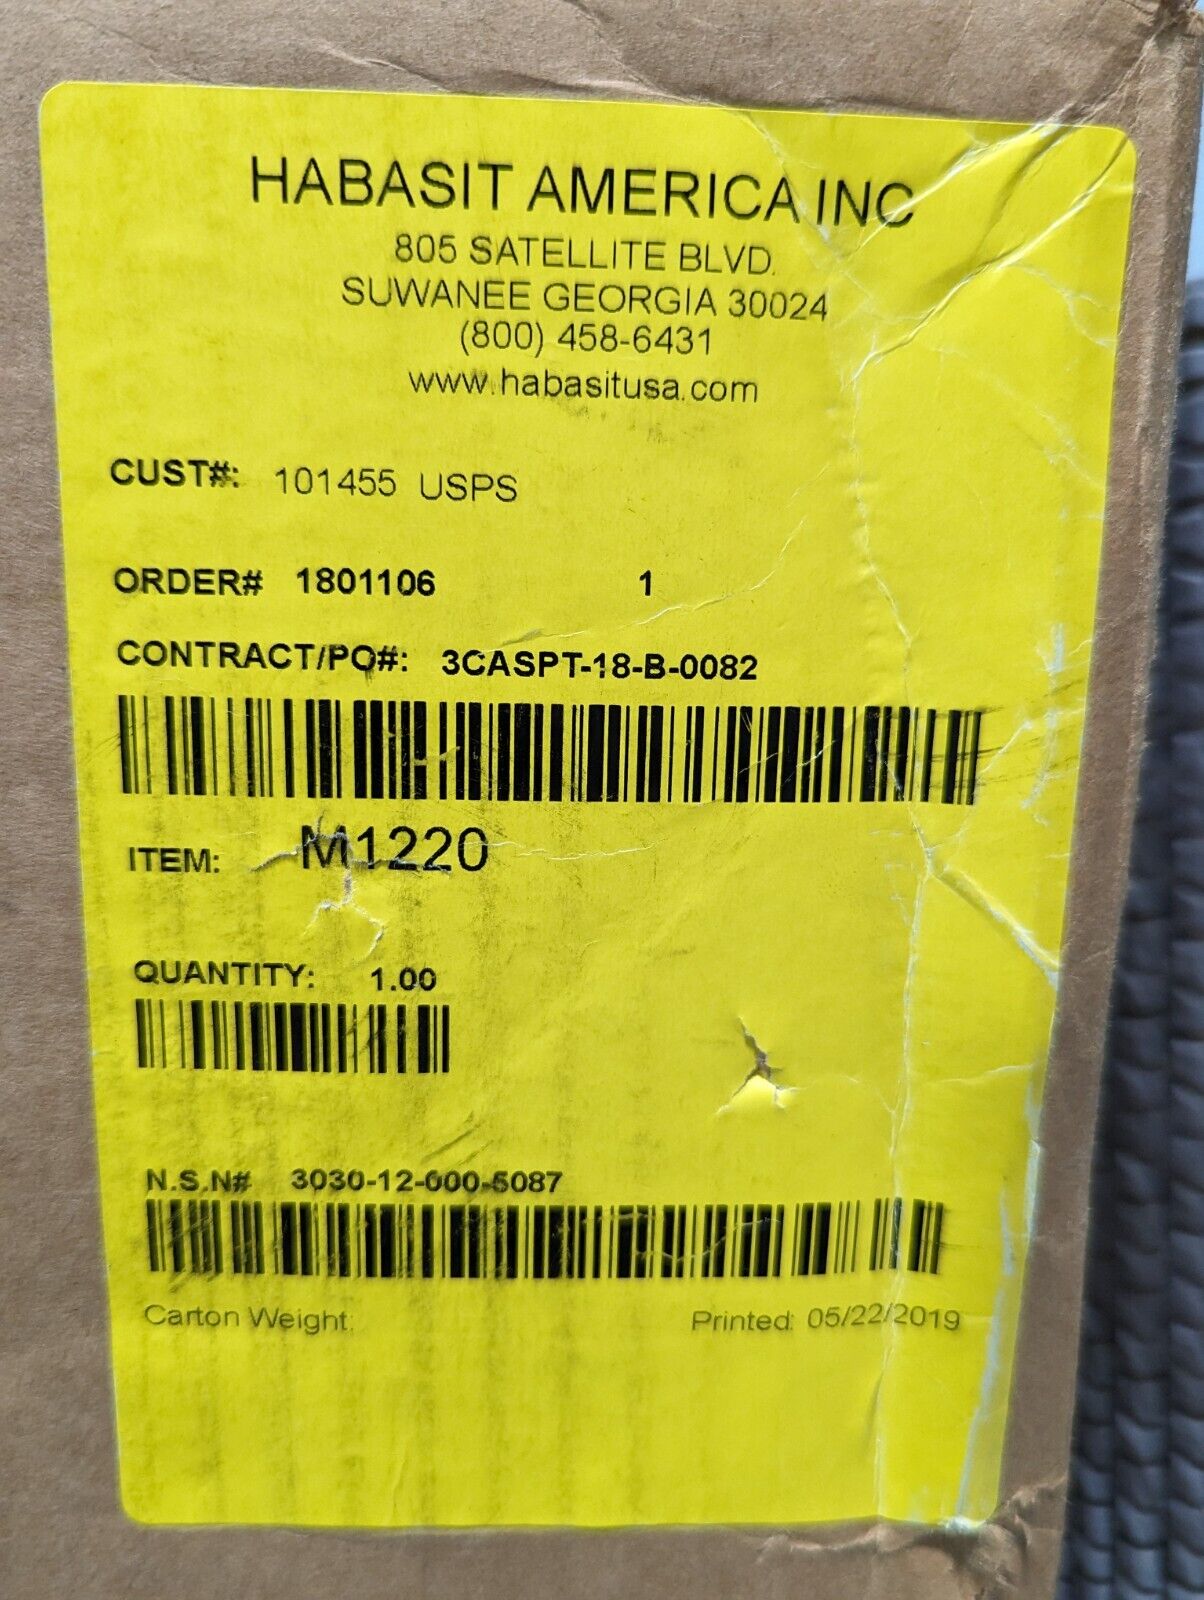 HABASIT AMERICA INC
805 SATELLITE BLVD.
SUWANEE GEORGIA 30024
(800) 458-6431
www.habasitusa.com
CUST#: 101455 USPS
ORDER# 1801106 1
CONTRACT/PO#: 3CASPT-18-B-0082
ITEM: M1220
QUANTITY: 1.00
N.S.N# 3030-12-000-5087
Carton Weight: Printed: 05/22/2019